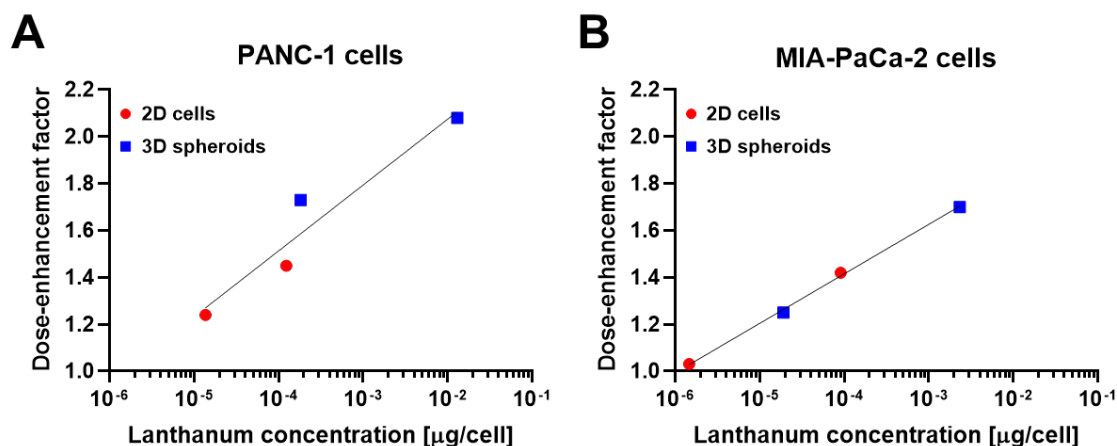 A
PANC-1 cells
Dose-enhancement factor
2.2
2.0
1.8
1.6
1.4
1.2
1.0
2D cells
3D spheroids
10⁻⁶ 10⁻⁵ 10⁻⁴ 10⁻³ 10⁻² 10⁻¹
Lanthanum concentration [µg/cell]
B
MIA-PaCa-2 cells
Dose-enhancement factor
2.2
2.0
1.8
1.6
1.4
1.2
1.0
2D cells
3D spheroids
10⁻⁶ 10⁻⁵ 10⁻⁴ 10⁻³ 10⁻² 10⁻¹
Lanthanum concentration [µg/cell]